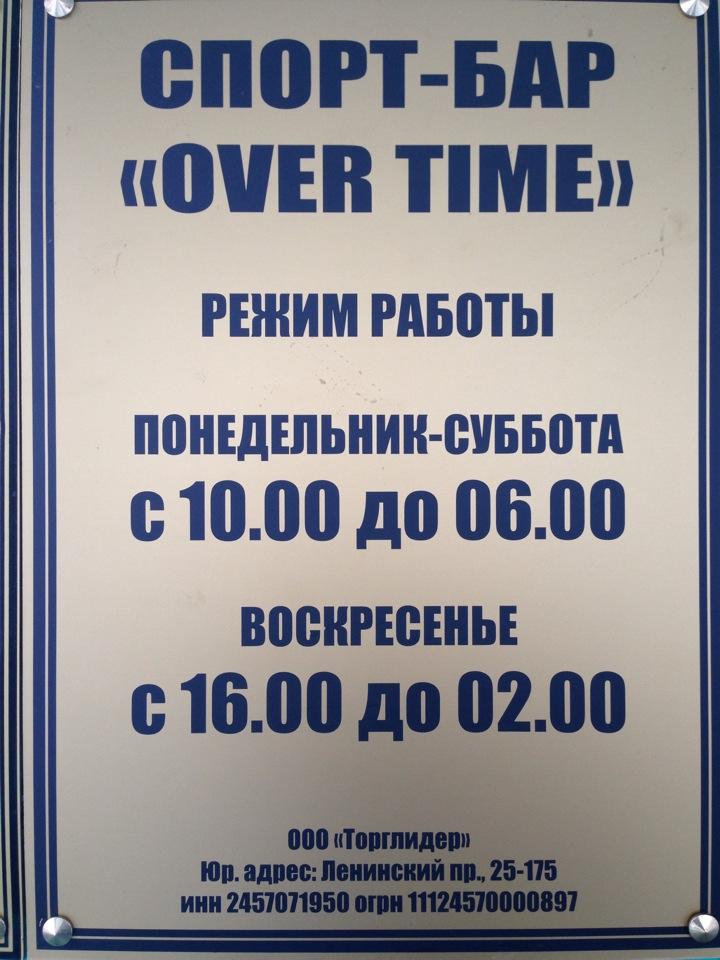 СПОРТ-БАР
«OVER TIME»
РЕЖИМ РАБОТЫ
ПОНЕДЕЛЬНИК-СУББОТА
с 10.00 до 06.00
ВОСКРЕСЕНЬЕ
с 16.00 до 02.00
ООО «Торглидер»
Юр. адрес: Ленинский пр., 25-175
инн 2457071950 огрн 11124570000897